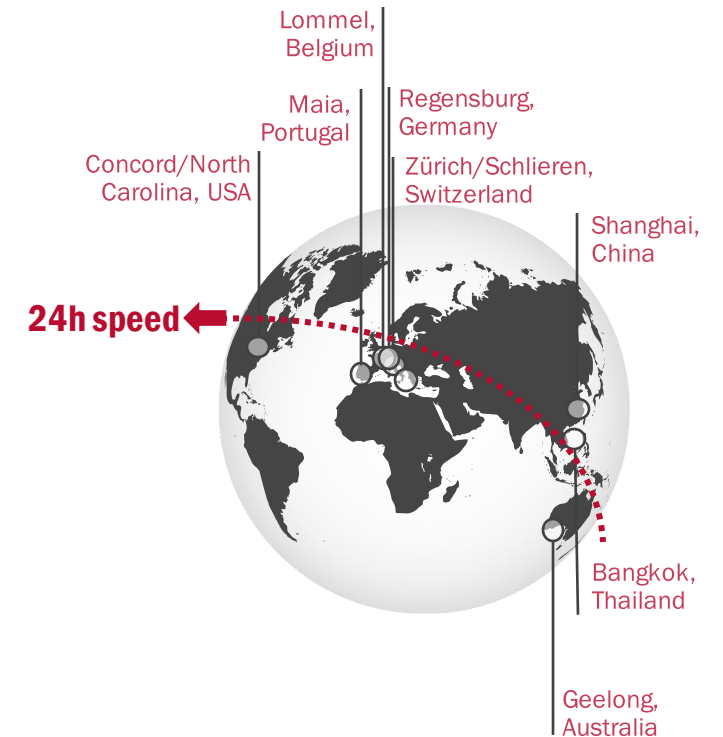 Lommel,
Belgium
Maia,
Portugal
Regensburg,
Germany
Concord/North
Carolina, USA
Zürich/Schlieren,
Switzerland
Shanghai,
China
24h speed
Bangkok,
Thailand
Geelong,
Australia